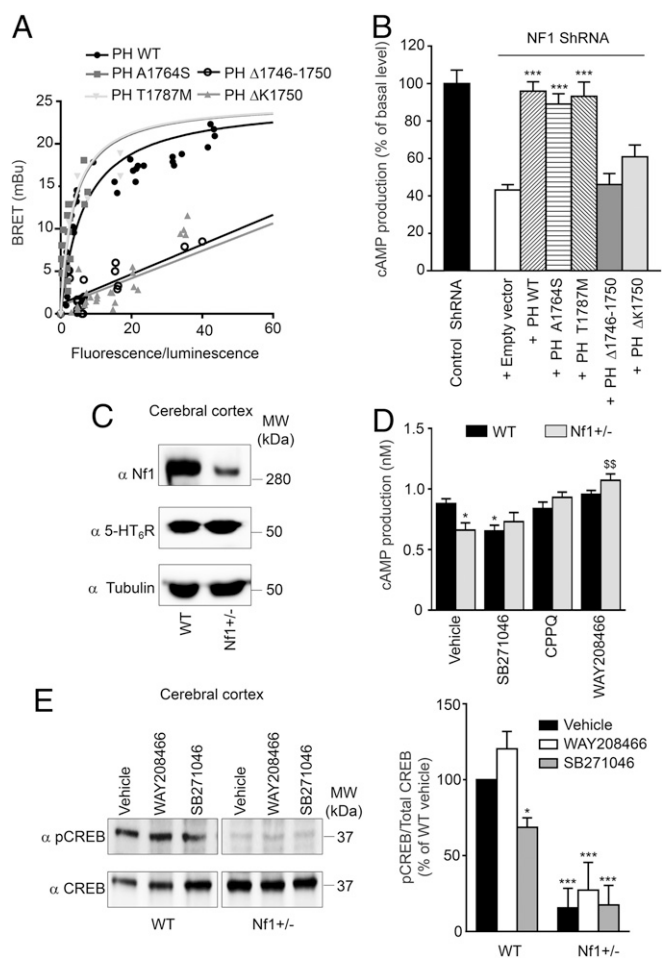 A
PH WT
PH A1764S
PH Δ1746-1750
PH T1787M
PH ΔK1750
BRET (mBu)
25
20
15
10
5
0
0
20
40
60
Fluorescence/luminescence
B
NF1 ShRNA
cAMP production (% of basal level)
120
100
80
60
40
20
0
***
***
***
Control ShRNA
+ Empty vector
+ PH WT
+ PH A1764S
+ PH T1787M
+ PH Δ1746-1750
+ PH ΔK1750
C
Cerebral cortex
MW
(kDa)
α Nf1
280
α 5-HT6R
50
α Tubulin
50
WT
Nf1+/-
D
WT
Nf1+/-
cAMP production (nM)
1.5
1.0
0.5
0
*
*
$$
Vehicle
SB271046
CPPQ
WAY208466
E
Cerebral cortex
Vehicle
WAY208466
SB271046
Vehicle
WAY208466
SB271046
MW
(kDa)
α pCREB
37
α CREB
37
WT
Nf1+/-
pCREB/Total CREB
(% of WT vehicle)
150
100
50
25
0
Vehicle
WAY208466
SB271046
*
***
***
***
WT
Nf1+/-